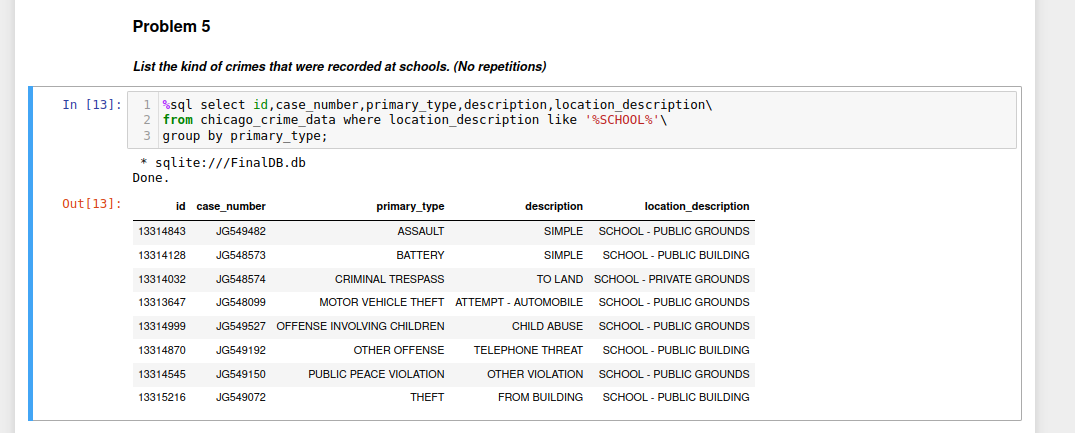 Problem 5
List the kind of crimes that were recorded at schools. (No repetitions)
In [13]: 1 %sql select id,case_number,primary_type,description,location_description\
2 from chicago_crime_data where location_description like '%SCHOOL%'\
3 group by primary_type;
* sqlite:///FinalDB.db
Done.
Out[13]: id case_number primary_type description location_description
13314843 JG549482 ASSAULT SIMPLE SCHOOL - PUBLIC GROUNDS
13314128 JG548573 BATTERY SIMPLE SCHOOL - PUBLIC BUILDING
13314032 JG548574 CRIMINAL TRESPASS TO LAND SCHOOL - PRIVATE GROUNDS
13313647 JG548099 MOTOR VEHICLE THEFT ATTEMPT - AUTOMOBILE SCHOOL - PUBLIC GROUNDS
13314999 JG549527 OFFENSE INVOLVING CHILDREN CHILD ABUSE SCHOOL - PUBLIC GROUNDS
13314870 JG549192 OTHER OFFENSE TELEPHONE THREAT SCHOOL - PUBLIC BUILDING
13314545 JG549150 PUBLIC PEACE VIOLATION OTHER VIOLATION SCHOOL - PUBLIC GROUNDS
13315216 JG549072 THEFT FROM BUILDING SCHOOL - PUBLIC BUILDING